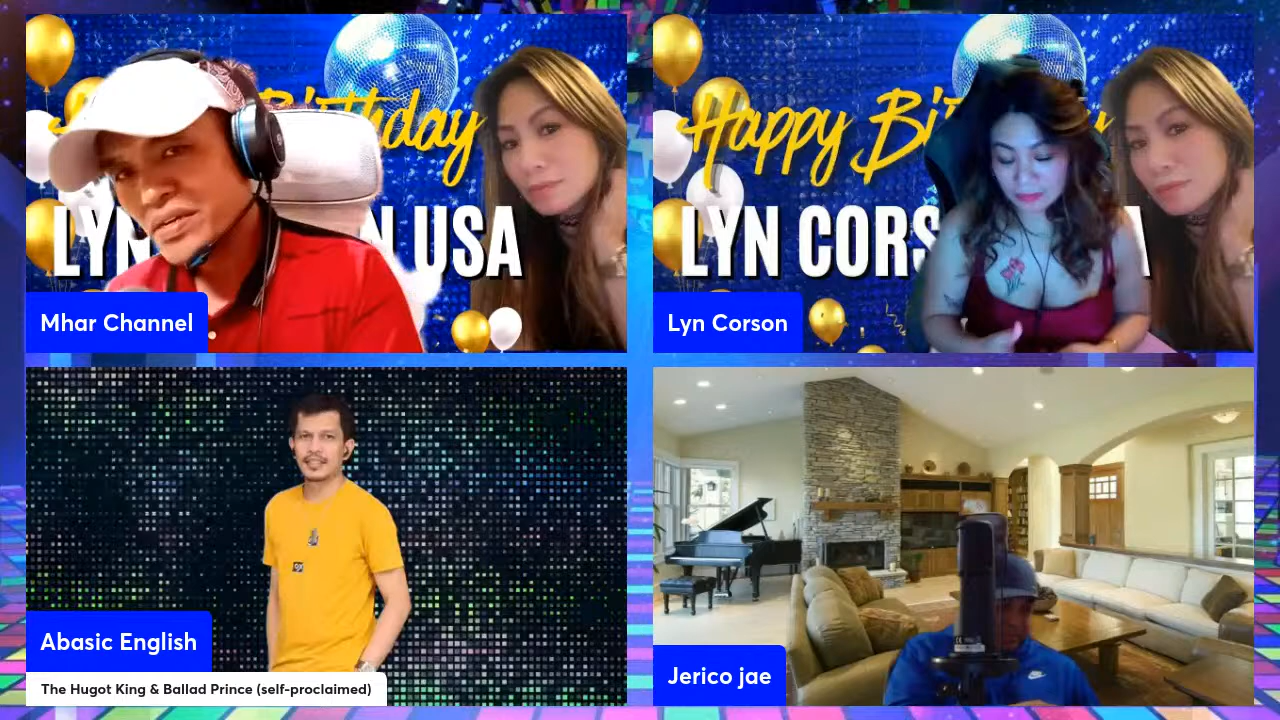 Birthday
LYN
N USA
Mhar Channel
Happy Bi
y
LYN CORS
A
Lyn Corson
Abasic English
The Hugot King & Ballad Prince (self-proclaimed)
Jerico jae